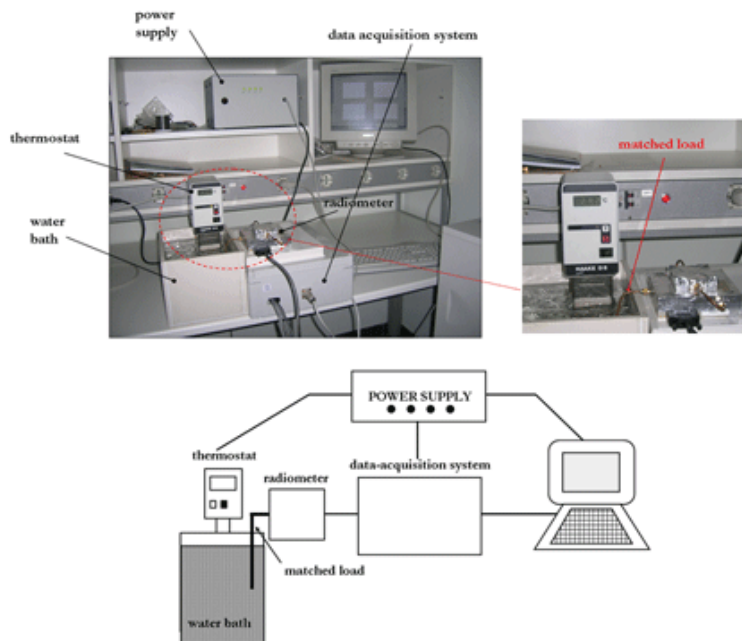 power
supply
data acquisition system
thermostat
matched load
radiometer
water
bath
POWER SUPPLY
thermostat
data-acquisition system
radiometer
matched load
water bath